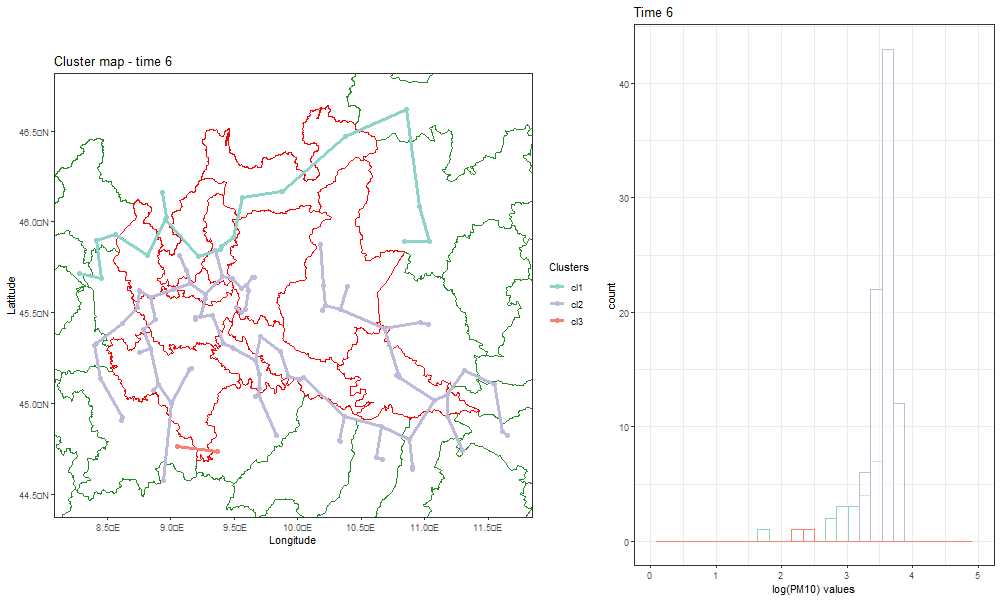 Cluster map - time 6
46.5□N
46.0□N
45.5□N
45.0□N
44.5□N
Latitude
8.5□E 9.0□E 9.5□E 10.0□E 10.5□E 11.0□E 11.5□E
Longitude
Clusters
cl1
cl2
cl3
Time 6
40
30
20
10
0
count
0 1 2 3 4 5
log(PM10) values